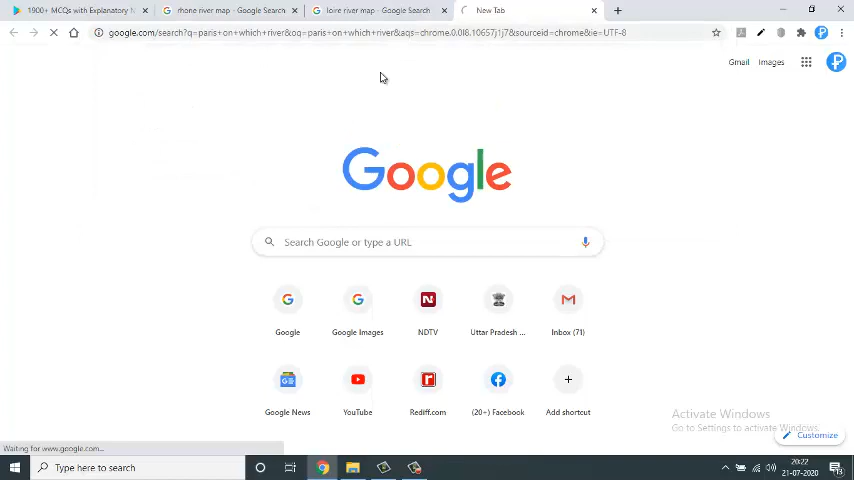 1900+ MCQs with Explanatory N
rhone river map - Google Search
loire river map - Google Search
New Tab
google.com/search?q=paris+on+which+river&oq=paris+on+which+river&aqs=chrome.0.0l8.10657j1j7&sourceid=chrome&ie=UTF-8
Gmail Images
Google
Search Google or type a URL
Google Google Images NDTV Uttar Pradesh ... Inbox (71)
Google News YouTube Rediff.com (20+) Facebook Add shortcut
Activate Windows
Go to Settings to activate Windows.
Customize
Waiting for www.google.com...
Type here to search
20:22
21-07-2020
13